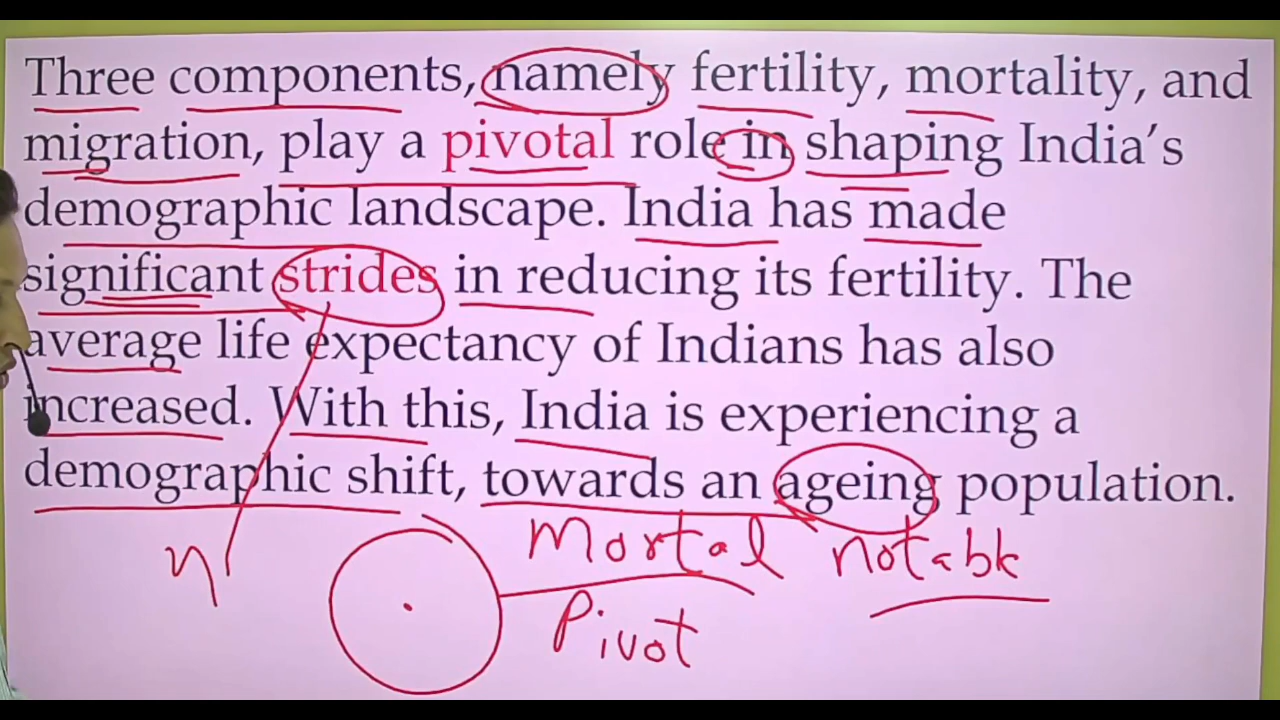 Three components, namely fertility, mortality, and
migration, play a pivotal role in shaping India's
demographic landscape. India has made
significant strides in reducing its fertility. The
average life expectancy of Indians has also
increased. With this, India is experiencing a
demographic shift, towards an ageing population.
Mortal notable
Pivot